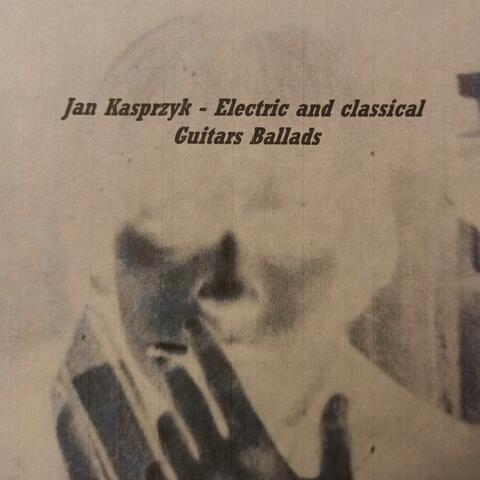 Jan Kasprzyk - Electric and classical
Guitars Ballads